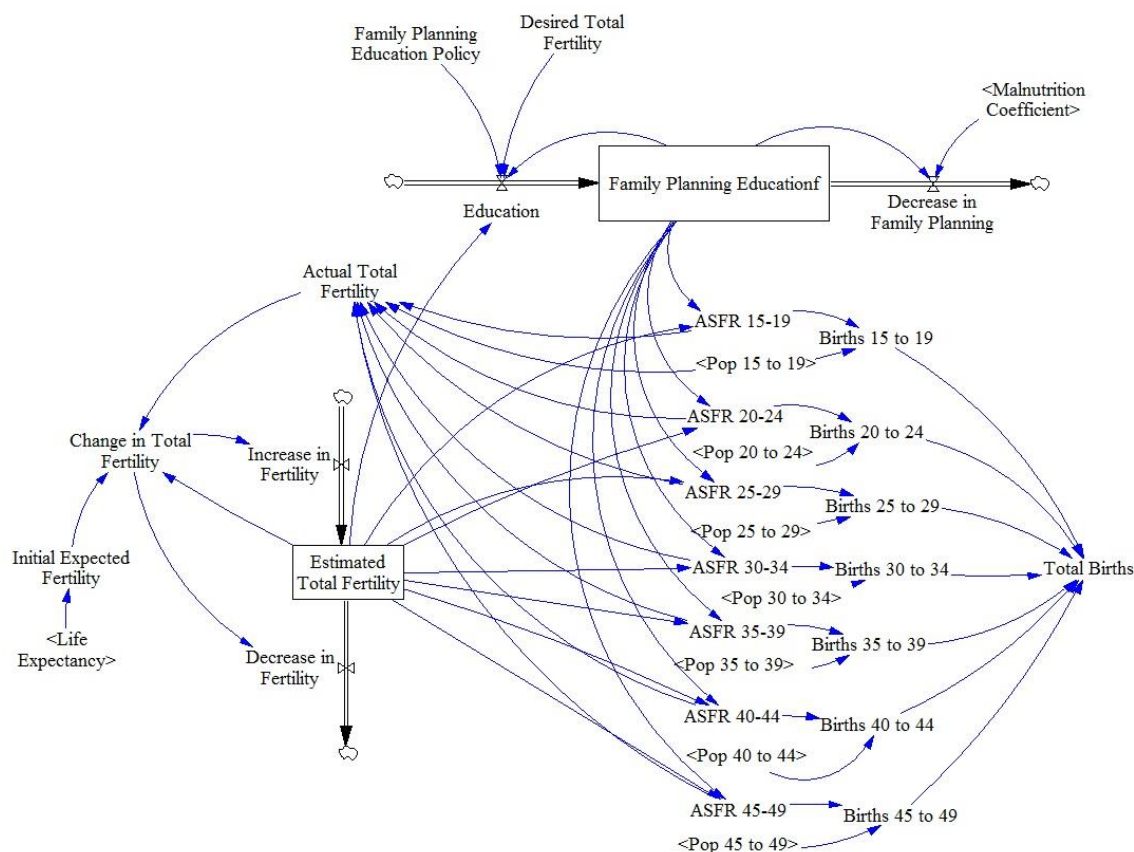 Family Planning
Education Policy
Desired Total
Fertility
<Malnutrition
Coefficient>
Family Planning Educationf
Education
Decrease in
Family Planning
Actual Total
Fertility
ASFR 15-19
Births 15 to 19
<Pop 15 to 19>
ASFR 20-24
Births 20 to 24
<Pop 20 to 24>
Change in Total
Fertility
Increase in
Fertility
ASFR 25-29
Births 25 to 29
<Pop 25 to 29>
Initial Expected
Fertility
Estimated
Total Fertility
ASFR 30-34
Births 30 to 34
Total Births
<Pop 30 to 34>
<Life
Expectancy>
ASFR 35-39
Births 35 to 39
<Pop 35 to 39>
Decrease in
Fertility
ASFR 40-44
Births 40 to 44
<Pop 40 to 44>
ASFR 45-49
Births 45 to 49
<Pop 45 to 49>